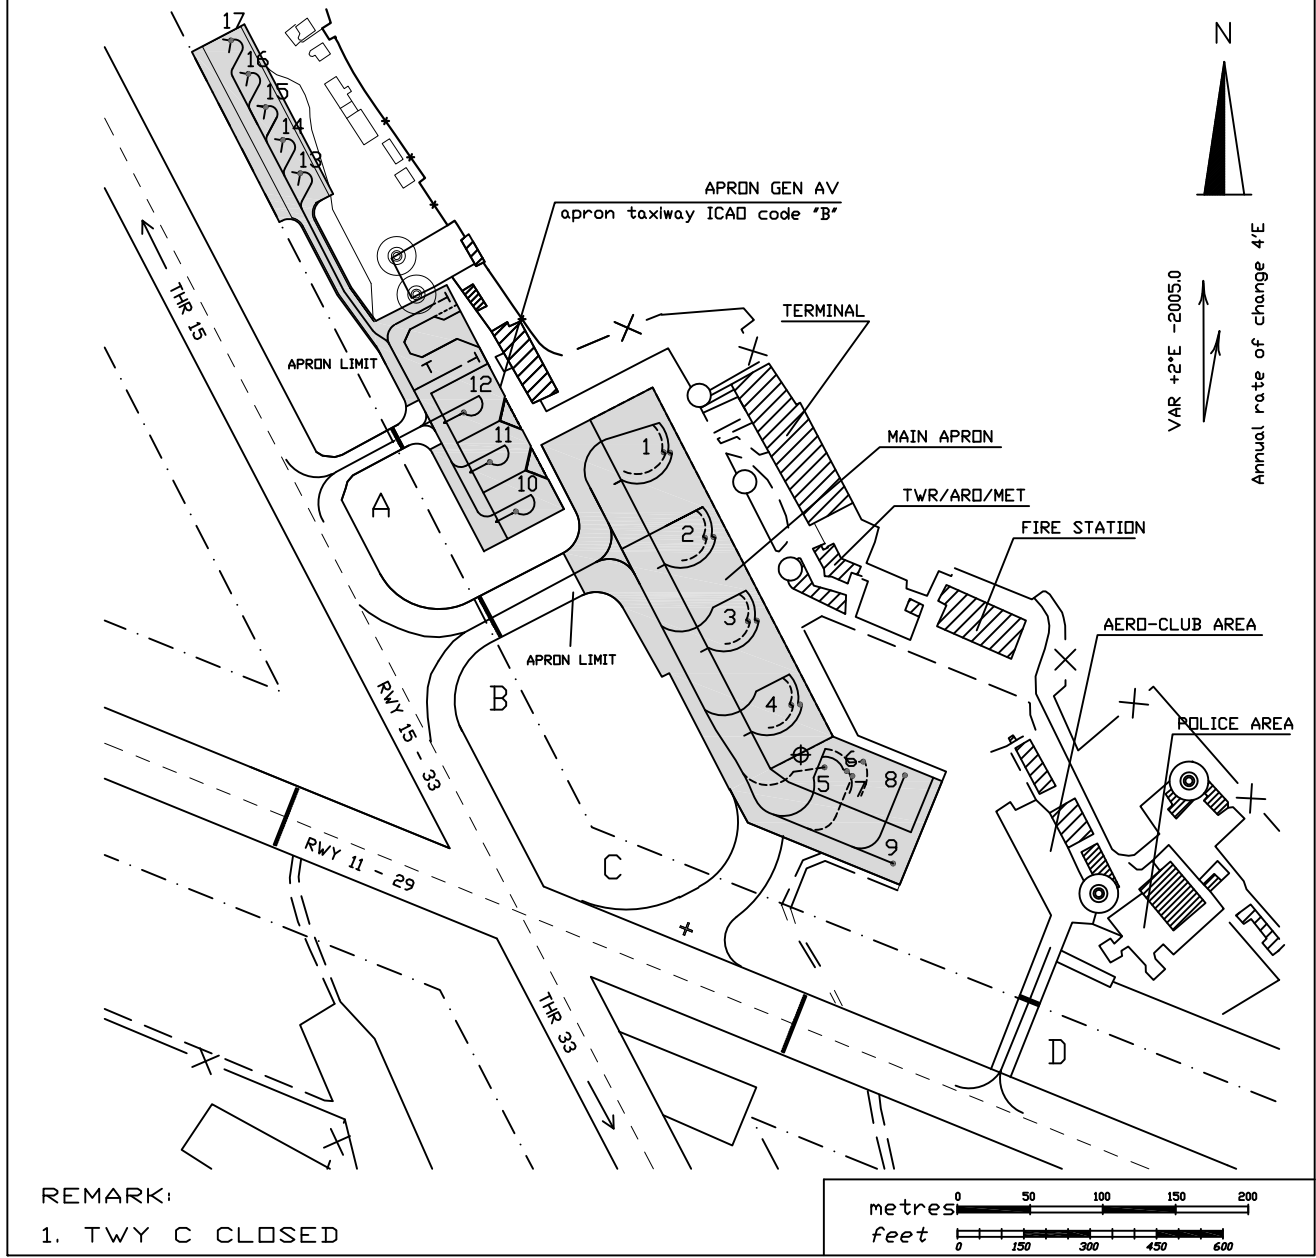 17
16
15
14
13
N
APRON GEN AV
apron taxiway ICAO code "B"
THR 15
TERMINAL
APRON LIMIT
VAR +2°E -2005.0
Annual rate of change 4'E
12
11
10
1
MAIN APRON
TWR/ARO/MET
A
FIRE STATION
2
3
AERO-CLUB AREA
APRON LIMIT
B
4
RWY 15 - 33
POLICE AREA
5
6
7
8
9
RWY 11 - 29
C
THR 33
D
REMARK:
1. TWY C CLOSED
metres 0 50 100 150 200
feet
0 150 300 450 600